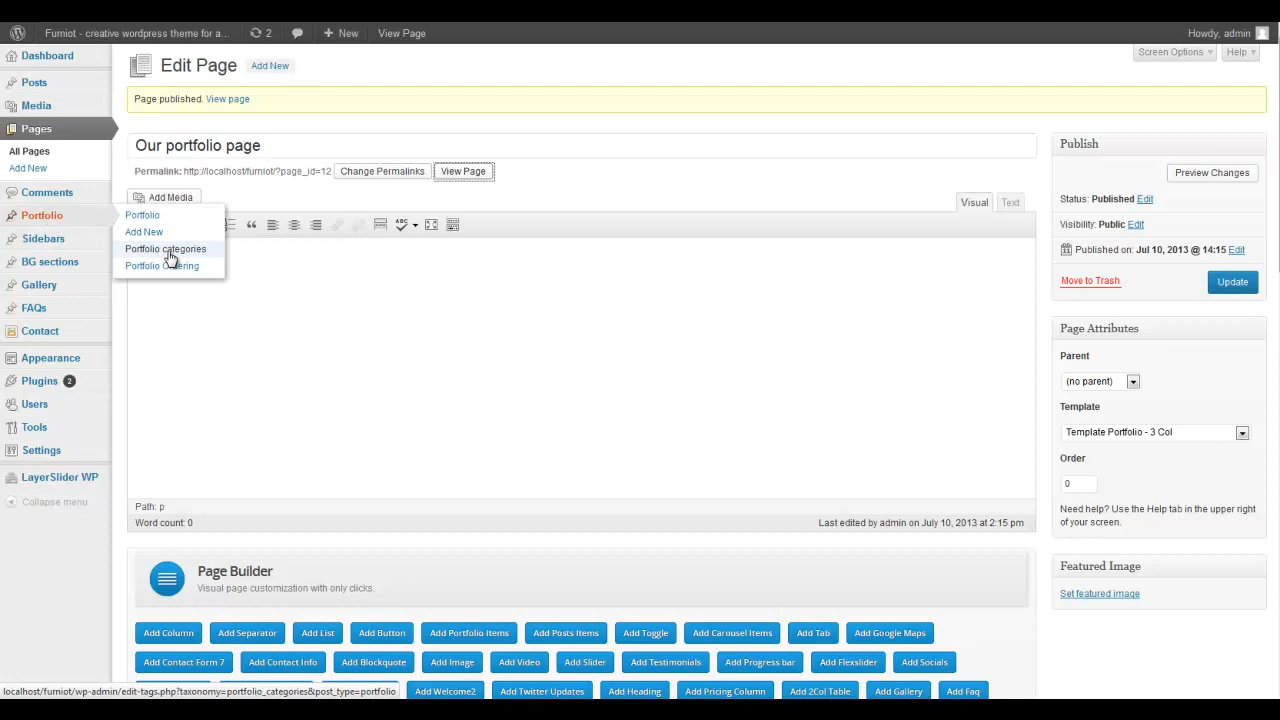 Furniot - creative wordpress theme for a... 2 New View Page Howdy, admin
Dashboard
Posts
Media
Pages
All Pages
Add New
Comments
Portfolio
Sidebars
BG sections
Gallery
FAQs
Contact
Appearance
Plugins 2
Users
Tools
Settings
LayerSlider WP
Collapse menu
Portfolio
Add New
Portfolio categories
Portfolio Ordering
Screen Options Help
Edit Page Add New
Page published. View page
Our portfolio page
Permalink: http://localhost/furniot/?page_id=12 Change Permalinks View Page
Add Media
Visual Text
ABC
Path: p
Word count: 0 Last edited by admin on July 10, 2013 at 2:15 pm
Page Builder
Visual page customization with only clicks.
Add Column Add Separator Add List Add Button Add Portfolio Items Add Posts Items Add Toggle Add Carousel Items Add Tab Add Google Maps
Add Contact Form 7 Add Contact Info Add Blockquote Add Image Add Video Add Slider Add Testimonials Add Progress bar Add Flexslider Add Socials
Add Welcome2 Add Twitter Updates Add Heading Add Pricing Column Add 2Col Table Add Gallery Add Faq
Publish
Preview Changes
Status: Published Edit
Visibility: Public Edit
Published on: Jul 10, 2013 @ 14:15 Edit
Move to Trash Update
Page Attributes
Parent
(no parent)
Template
Template Portfolio - 3 Col
Order
0
Need help? Use the Help tab in the upper right
of your screen.
Featured Image
Set featured image
localhost/furniot/wp-admin/edit-tags.php?taxonomy=portfolio_categories&post_type=portfolio